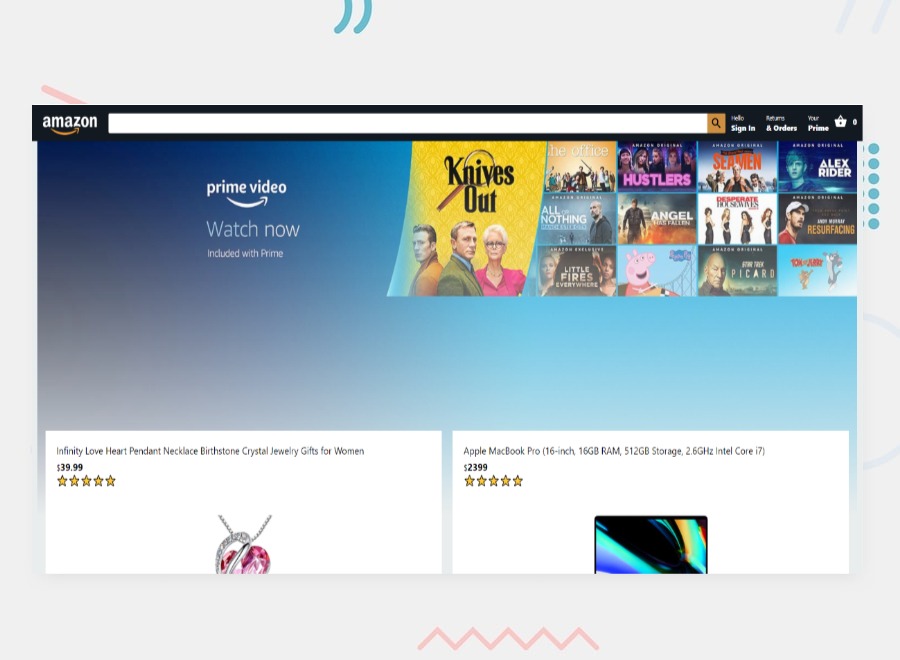 amazon
Hello
Sign In
Returns
& Orders
Your
Prime
0
prime video
Watch now
Included with Prime
Knives
Out
the office
AMAZON ORIGINAL
HUSTLERS
AMAZON ORIGINAL
SEAMEN
AMAZON ORIGINAL
ALEX
RIDER
ALL OR
NOTHING
ANGEL
HAS FALLEN
DESPERATE
HOUSEWIVES
AMAZON ORIGINAL
ANDY MURRAY
RESURFACING
AMAZON EXCLUSIVE
LITTLE
FIRES
EVERYWHERE
Peppa Pig
AMAZON ORIGINAL
STAR TREK
PICARD
TOM and JERRY
Infinity Love Heart Pendant Necklace Birthstone Crystal Jewelry Gifts for Women
$39.99
Apple MacBook Pro (16-inch, 16GB RAM, 512GB Storage, 2.6GHz Intel Core i7)
$2399